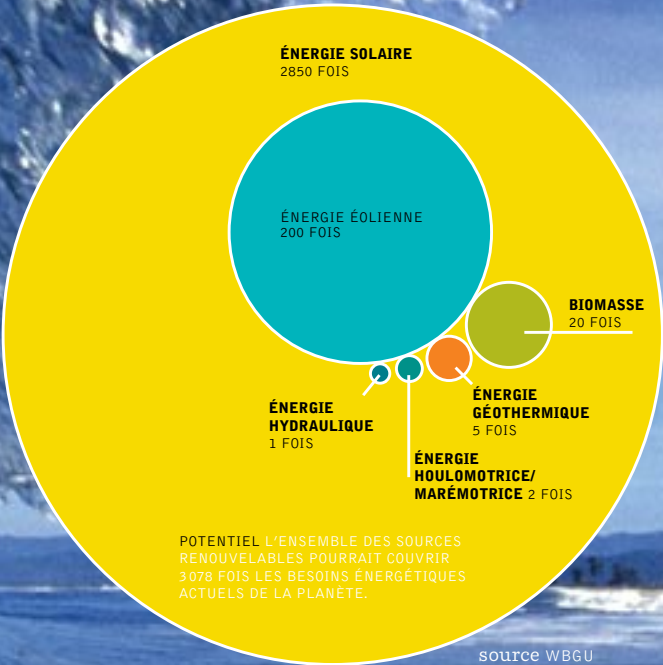 ÉNERGIE SOLAIRE
2850 FOIS
ÉNERGIE ÉOLIENNE
200 FOIS
BIOMASSE
20 FOIS
ÉNERGIE
GÉOTHERMIQUE
5 FOIS
ÉNERGIE
HYDRAULIQUE
1 FOIS
ÉNERGIE
HOULOMOTRICE/
MARÉMOTRICE 2 FOIS
POTENTIEL L'ENSEMBLE DES SOURCES
RENOUVELABLES POURRAIT COUVRIR
3078 FOIS LES BESOINS ÉNERGÉTIQUES
ACTUELS DE LA PLANÈTE.
source WBGU